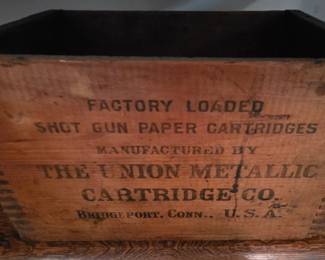 FACTORY LOADED
SHOT GUN PAPER CARTRIDGES
MANUFACTURED BY
THE UNION METALLIC
CARTRIDGE CO.
BRIDGEPORT, CONN., U.S.A.